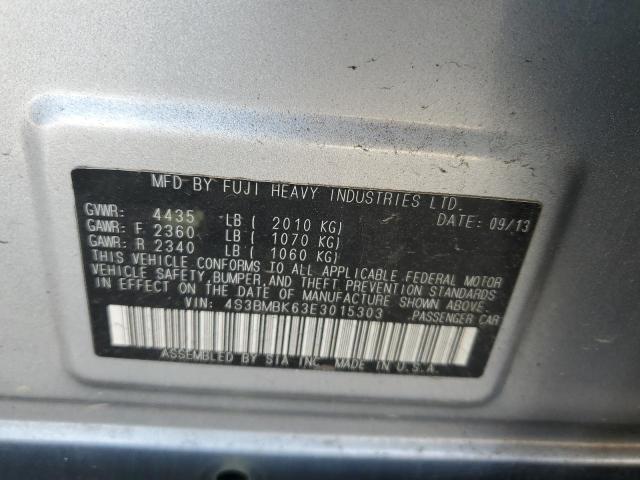 MFD BY FUJI HEAVY INDUSTRIES LTD.
GVWR: 4435 LB ( 2010 KG) DATE: 09/13
GAWR: F 2360 LB ( 1070 KG)
GAWR: R 2340 LB ( 1060 KG)
THIS VEHICLE CONFORMS TO ALL APPLICABLE FEDERAL MOTOR
VEHICLE SAFETY, BUMPER, AND THEFT PREVENTION STANDARDS
IN EFFECT ON THE DATE OF MANUFACTURE SHOWN ABOVE.
VIN: 4S3BMBK63E3015303 PASSENGER CAR
ASSEMBLED BY SIA INC. MADE IN U.S.A.